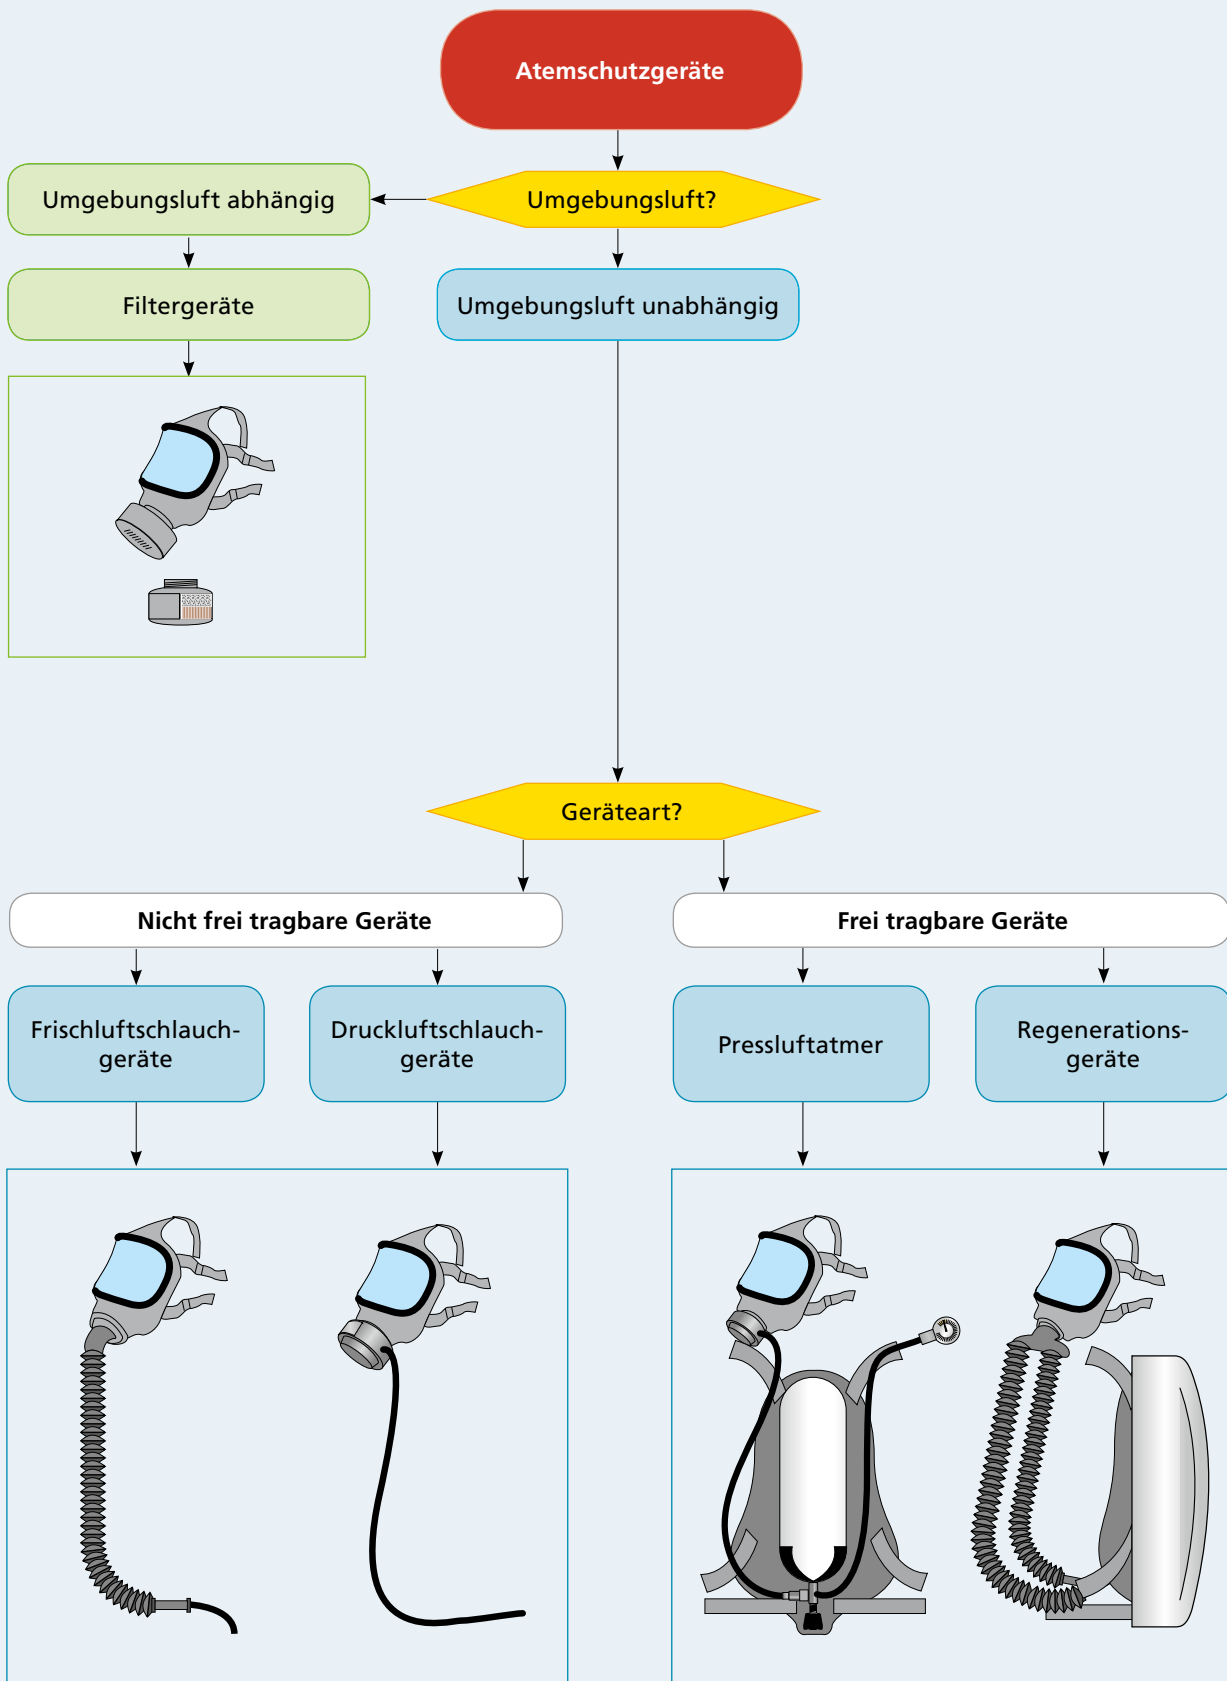 Atemschutzgeräte
Umgebungsluft abhängig
Umgebungsluft?
Filtergeräte
Umgebungsluft unabhängig
Geräteart?
Nicht frei tragbare Geräte
Frei tragbare Geräte
Frischluftschlauch-
geräte
Druckluftschlauch-
geräte
Pressluftatmer
Regenerations-
geräte